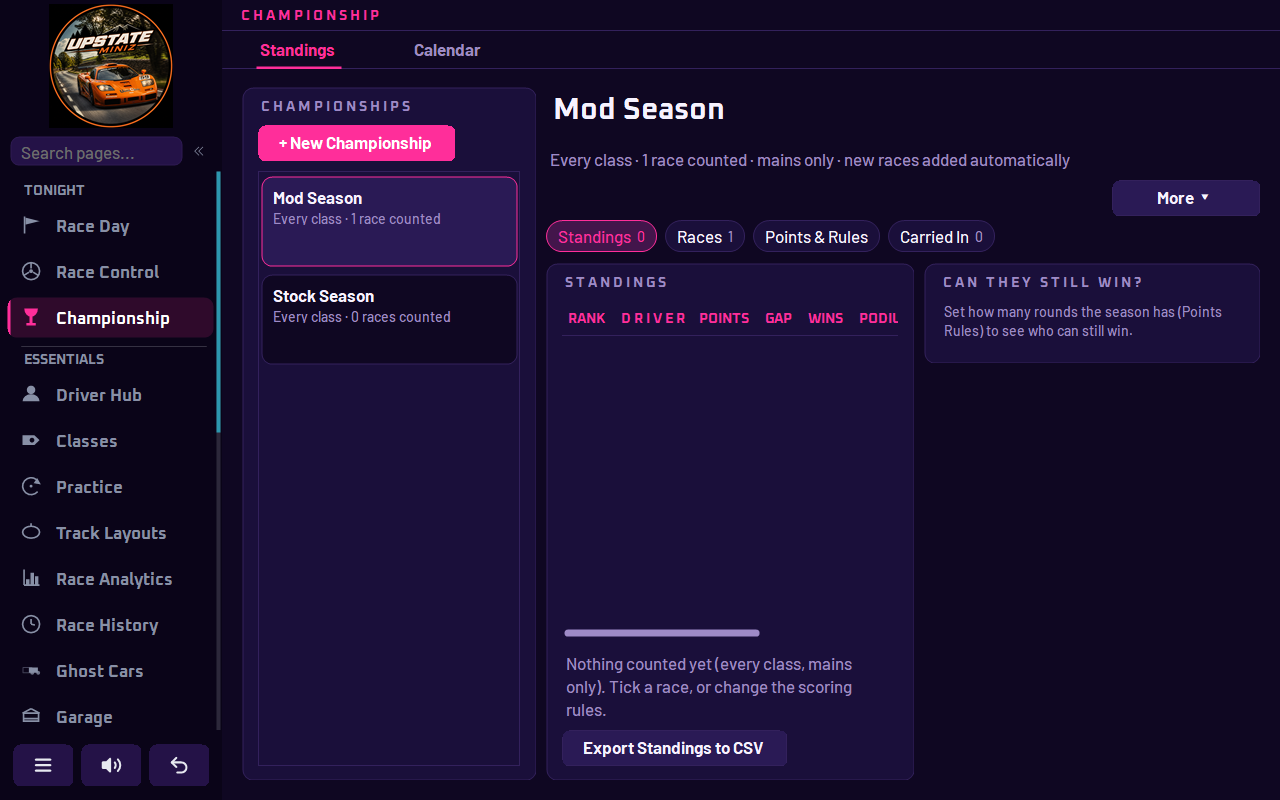 UPSTATE
MINIZ
Search pages...
«
TONIGHT
Race Day
Race Control
Championship
ESSENTIALS
Driver Hub
Classes
Practice
Track Layouts
Race Analytics
Race History
Ghost Cars
Garage
CHAMPIONSHIP
Standings
Calendar
CHAMPIONSHIPS
+ New Championship
Mod Season
Every class · 1 race counted
Stock Season
Every class · 0 races counted
Mod Season
Every class · 1 race counted · mains only · new races added automatically
More ▾
Standings 0
Races 1
Points & Rules
Carried In 0
STANDINGS
RANK DRIVER POINTS GAP WINS PODIL
Nothing counted yet (every class, mains
only). Tick a race, or change the scoring
rules.
Export Standings to CSV
CAN THEY STILL WIN?
Set how many rounds the season has (Points
Rules) to see who can still win.